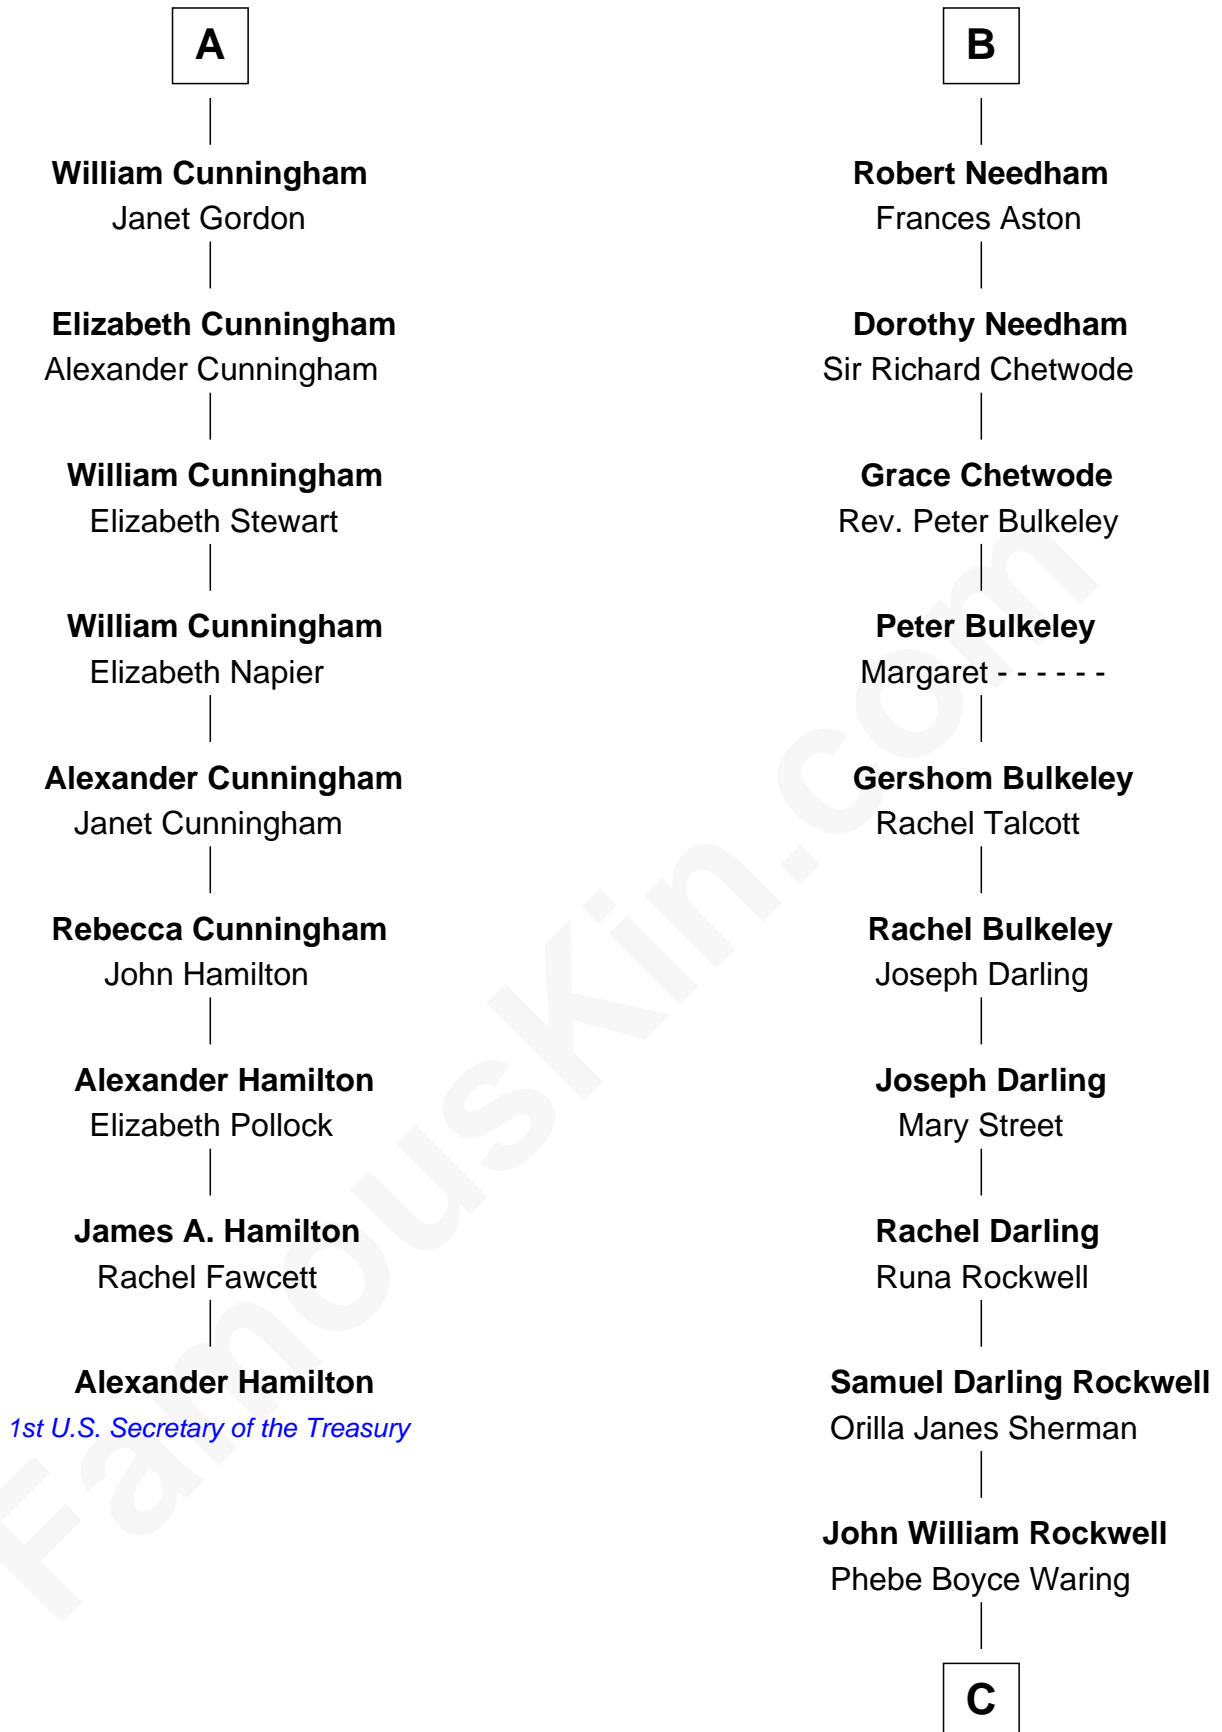 A
William Cunningham
Janet Gordon
Elizabeth Cunningham
Alexander Cunningham
William Cunningham
Elizabeth Stewart
William Cunningham
Elizabeth Napier
Alexander Cunningham
Janet Cunningham
Rebecca Cunningham
John Hamilton
Alexander Hamilton
Elizabeth Pollock
James A. Hamilton
Rachel Fawcett
Alexander Hamilton
1st U.S. Secretary of the Treasury
B
Robert Needham
Frances Aston
Dorothy Needham
Sir Richard Chetwode
Grace Chetwode
Rev. Peter Bulkeley
Peter Bulkeley
Margaret - - - - - -
Gershom Bulkeley
Rachel Talcott
Rachel Bulkeley
Joseph Darling
Joseph Darling
Mary Street
Rachel Darling
Runa Rockwell
Samuel Darling Rockwell
Orilla Janes Sherman
John William Rockwell
Phebe Boyce Waring
C
FamousKin.com